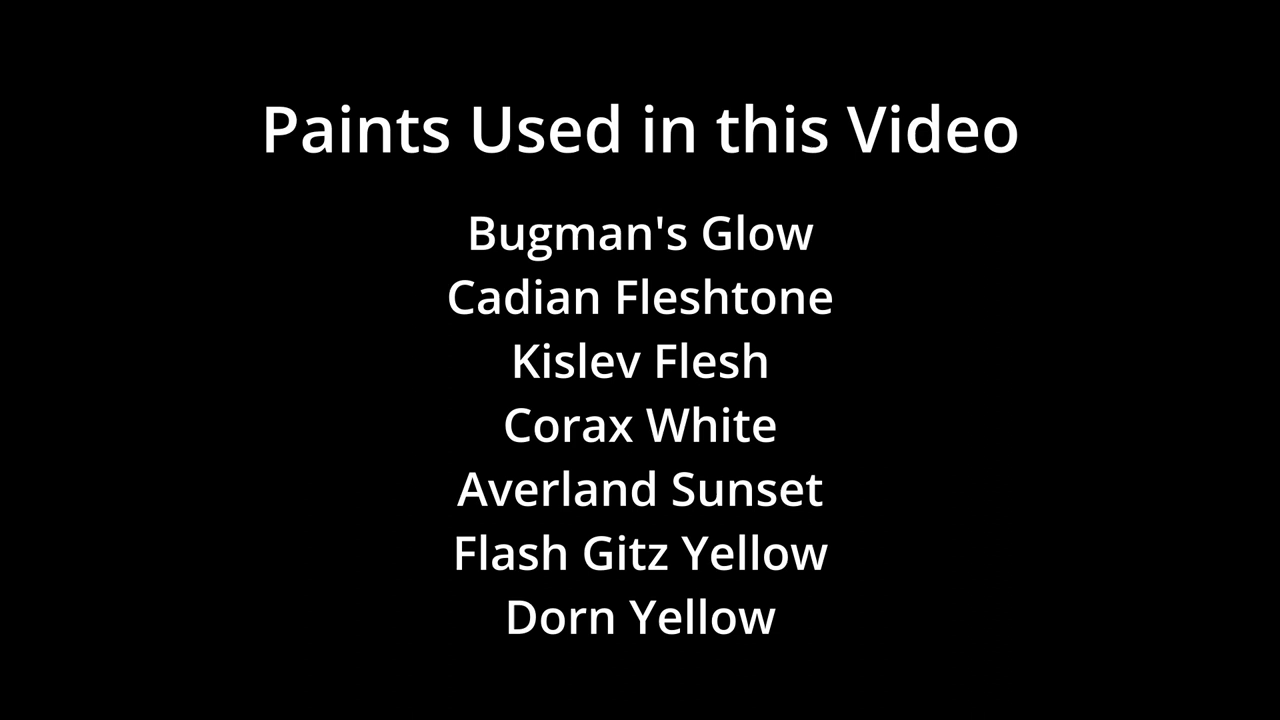 Paints Used in this Video
Bugman's Glow
Cadian Fleshtone
Kislev Flesh
Corax White
Averland Sunset
Flash Gitz Yellow
Dorn Yellow